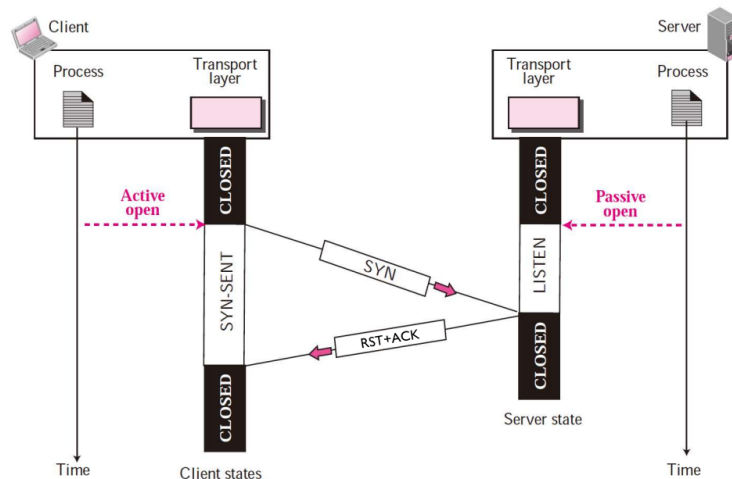 Client
Server
Process
Transport
layer
Transport
layer
Process
CLOSED
CLOSED
Active
open
Passive
open
SYN-SENT
SYN
LISTEN
RST+ACK
CLOSED
CLOSED
Server state
Time
Client states
Time